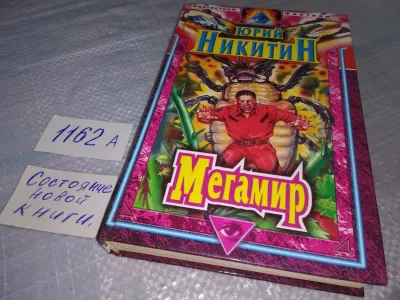 ЮРИЙ
НИКИТИН
Мегамир
1162 А
Состояние
новой
книги.